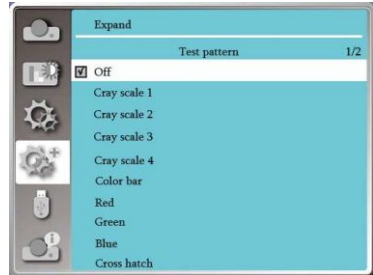 Expand
Test pattern 1/2
Off
Cray scale 1
Cray scale 2
Cray scale 3
Cray scale 4
Color bar
Red
Green
Blue
Cross hatch